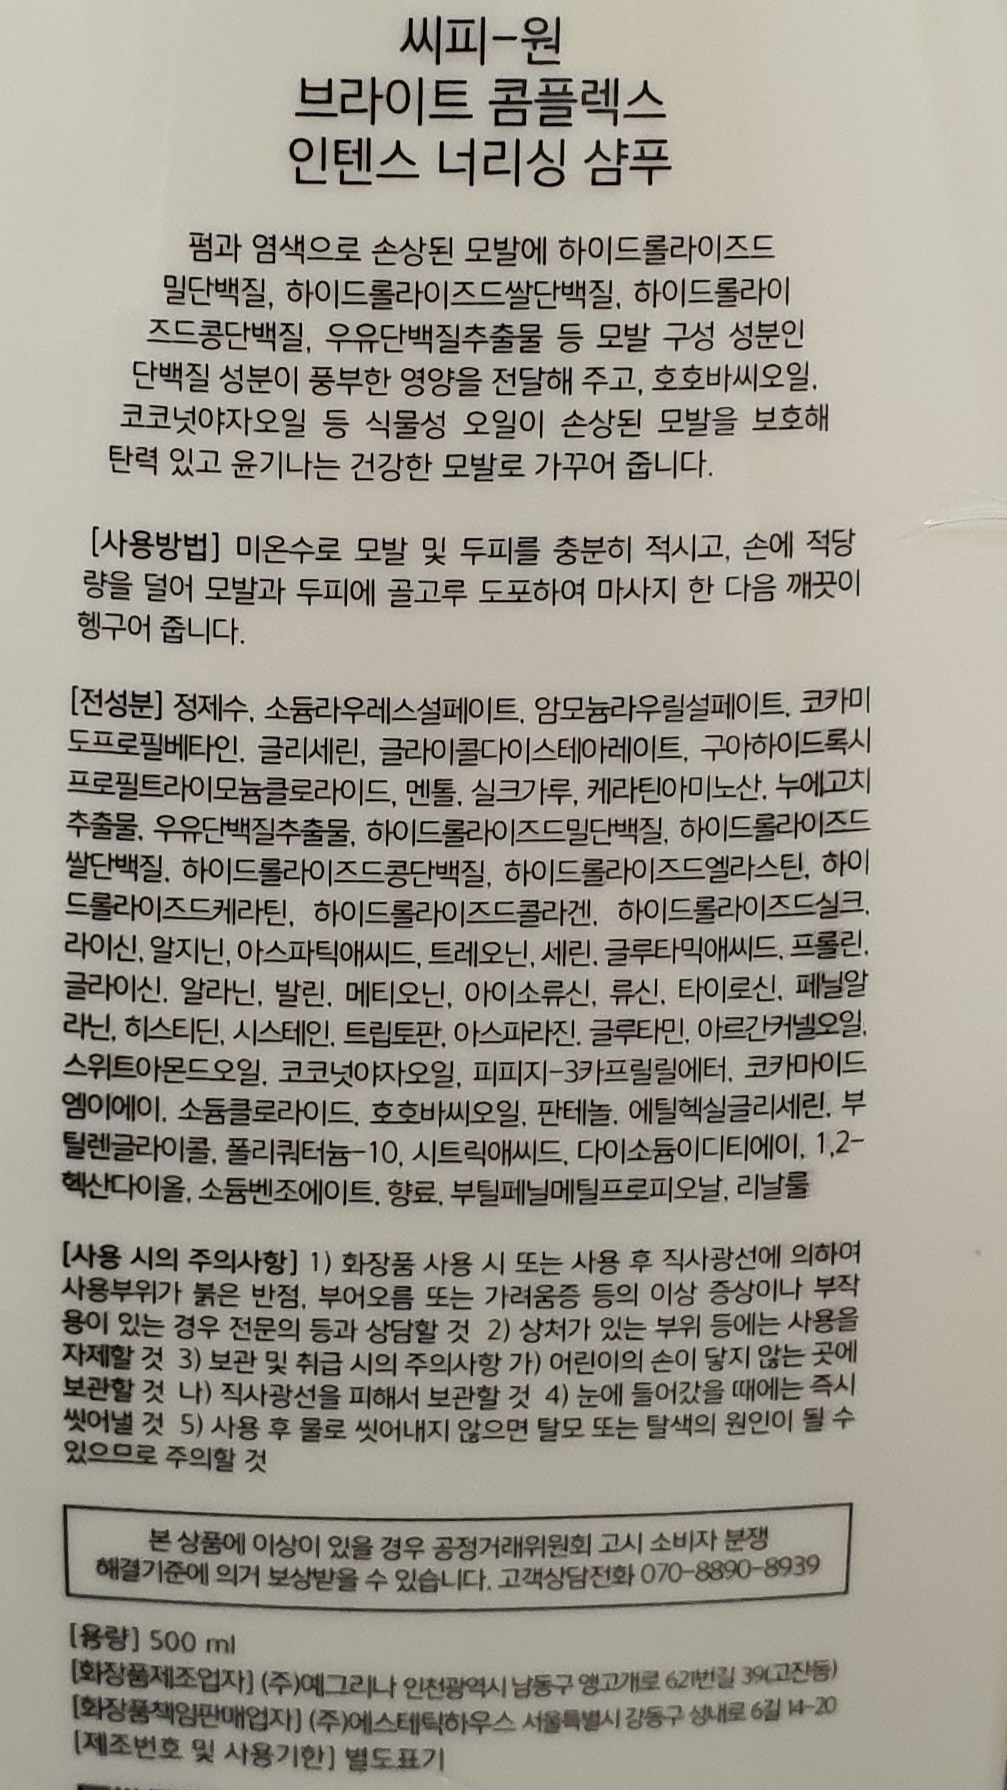 씨피-원
브라이트 콤플렉스
인텐스 너리싱 샴푸
펌과 염색으로 손상된 모발에 하이드롤라이즈드
밀단백질, 하이드롤라이즈드쌀단백질, 하이드롤라이
즈드콩단백질, 우유단백질추출물 등 모발 구성 성분인
단백질 성분이 풍부한 영양을 전달해 주고, 호호바씨오일,
코코넛야자오일 등 식물성 오일이 손상된 모발을 보호해
탄력 있고 윤기나는 건강한 모발로 가꾸어 줍니다.
[사용방법] 미온수로 모발 및 두피를 충분히 적시고, 손에 적당
량을 덜어 모발과 두피에 골고루 도포하여 마사지 한 다음 깨끗이
헹구어 줍니다.
[전성분] 정제수, 소듐라우레스설페이트, 암모늄라우릴설페이트, 코카미
도프로필베타인, 글리세린, 글라이콜다이스테아레이트, 구아하이드록시
프로필트라이모늄클로라이드, 멘톨, 실크가루, 케라틴아미노산, 누에고치
추출물, 우유단백질추출물, 하이드롤라이즈드밀단백질, 하이드롤라이즈드
쌀단백질, 하이드롤라이즈드콩단백질, 하이드롤라이즈드엘라스틴, 하이
드롤라이즈드케라틴, 하이드롤라이즈드콜라겐, 하이드롤라이즈드실크,
라이신, 알지닌, 아스파틱애씨드, 트레오닌, 세린, 글루타믹애씨드, 프롤린,
글라이신, 알라닌, 발린, 메티오닌, 아이소류신, 류신, 타이로신, 페닐알
라닌, 히스티딘, 시스테인, 트립토판, 아스파라진, 글루타민, 아르간커넬오일,
스위트아몬드오일, 코코넛야자오일, 피피지-3카프릴릴에터, 코카마이드
엠이에이, 소듐클로라이드, 호호바씨오일, 판테놀, 에틸헥실글리세린, 부
틸렌글라이콜, 폴리쿼터늄-10, 시트릭애씨드, 다이소듐이디티에이, 1,2-
헥산다이올, 소듐벤조에이트, 향료, 부틸페닐메틸프로피오날, 리날룰
[사용 시의 주의사항] 1) 화장품 사용 시 또는 사용 후 직사광선에 의하여
사용부위가 붉은 반점, 부어오름 또는 가려움증 등의 이상 증상이나 부작
용이 있는 경우 전문의 등과 상담할 것 2) 상처가 있는 부위 등에는 사용을
자제할 것 3) 보관 및 취급 시의 주의사항 가) 어린이의 손이 닿지 않는 곳에
보관할 것 나) 직사광선을 피해서 보관할 것 4) 눈에 들어갔을 때에는 즉시
씻어낼 것 5) 사용 후 물로 씻어내지 않으면 탈모 또는 탈색의 원인이 될 수
있으므로 주의할 것
본 상품에 이상이 있을 경우 공정거래위원회 고시 소비자 분쟁
해결기준에 의거 보상받을 수 있습니다. 고객상담전화 070-8890-8939
[용량] 500 ml
[화장품제조업자] (주)예그리나 인천광역시 남동구 앵고개로 621번길 39(고잔동)
[화장품책임판매업자] (주)에스테틱하우스 서울특별시 강동구 성내로 6길 14-20
[제조번호 및 사용기한] 별도표기